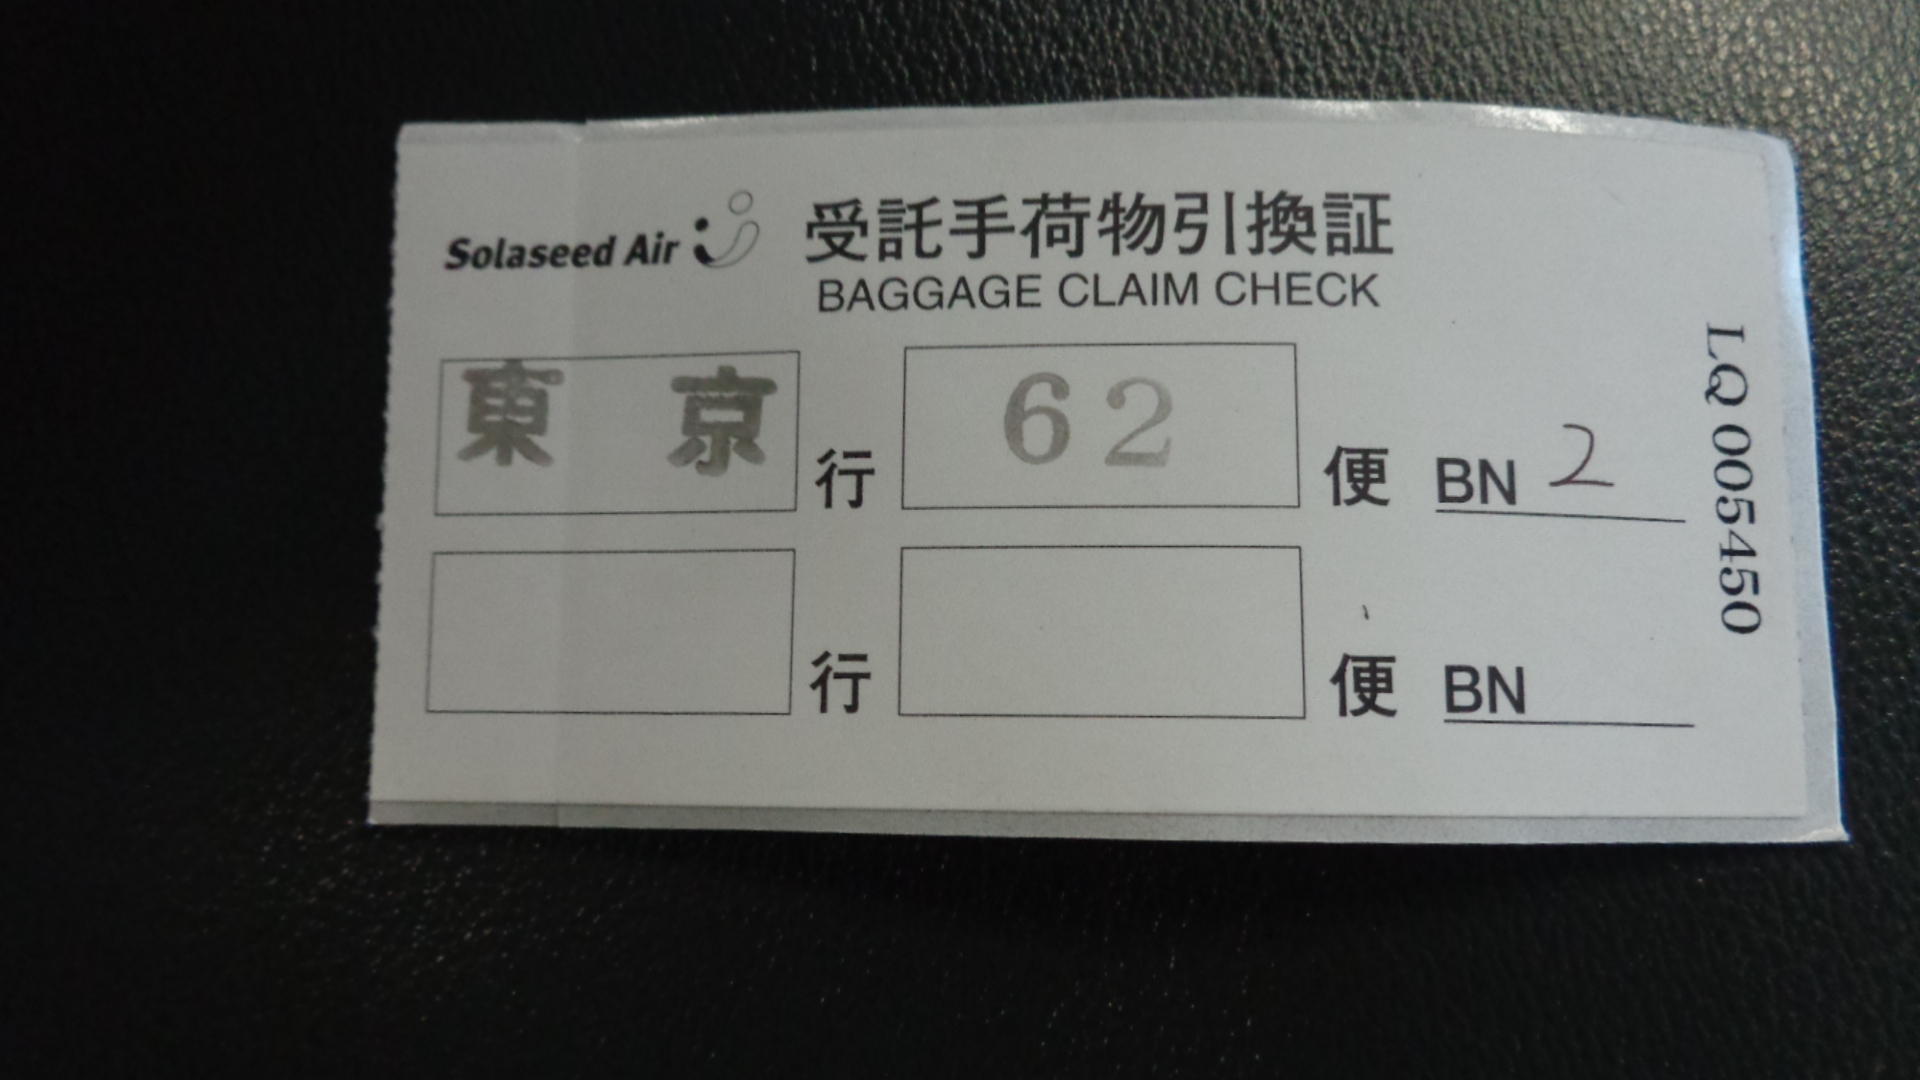 Solaseed Air 受託手荷物引換証
BAGGAGE CLAIM CHECK
東京 行 62 便 BN 2
行 便 BN
LQ 005450